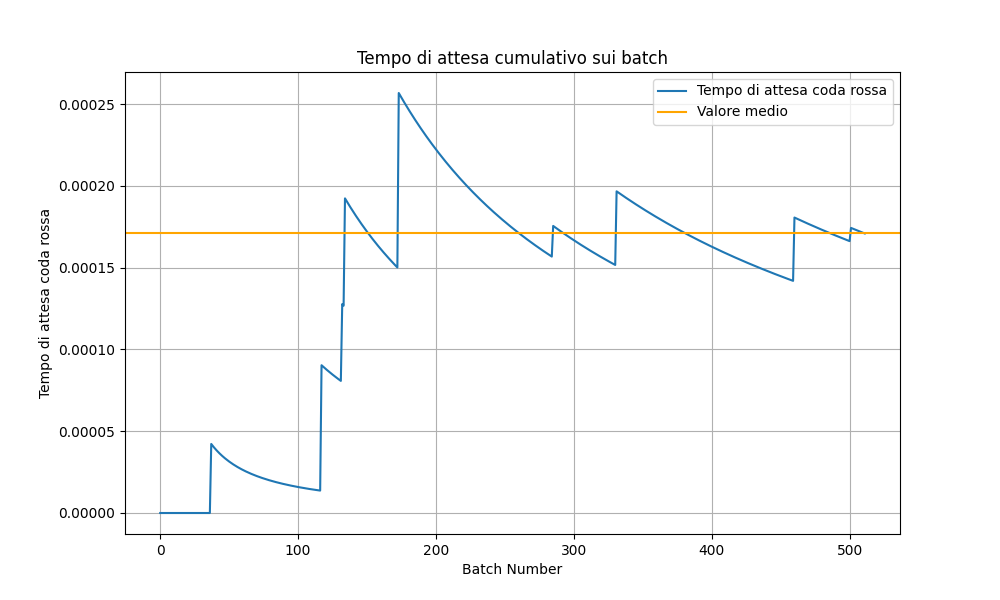 Tempo di attesa cumulativo sui batch
Tempo di attesa coda rossa
Valore medio
Tempo di attesa coda rossa
0.00025
0.00020
0.00015
0.00010
0.00005
0.00000
0 100 200 300 400 500
Batch Number